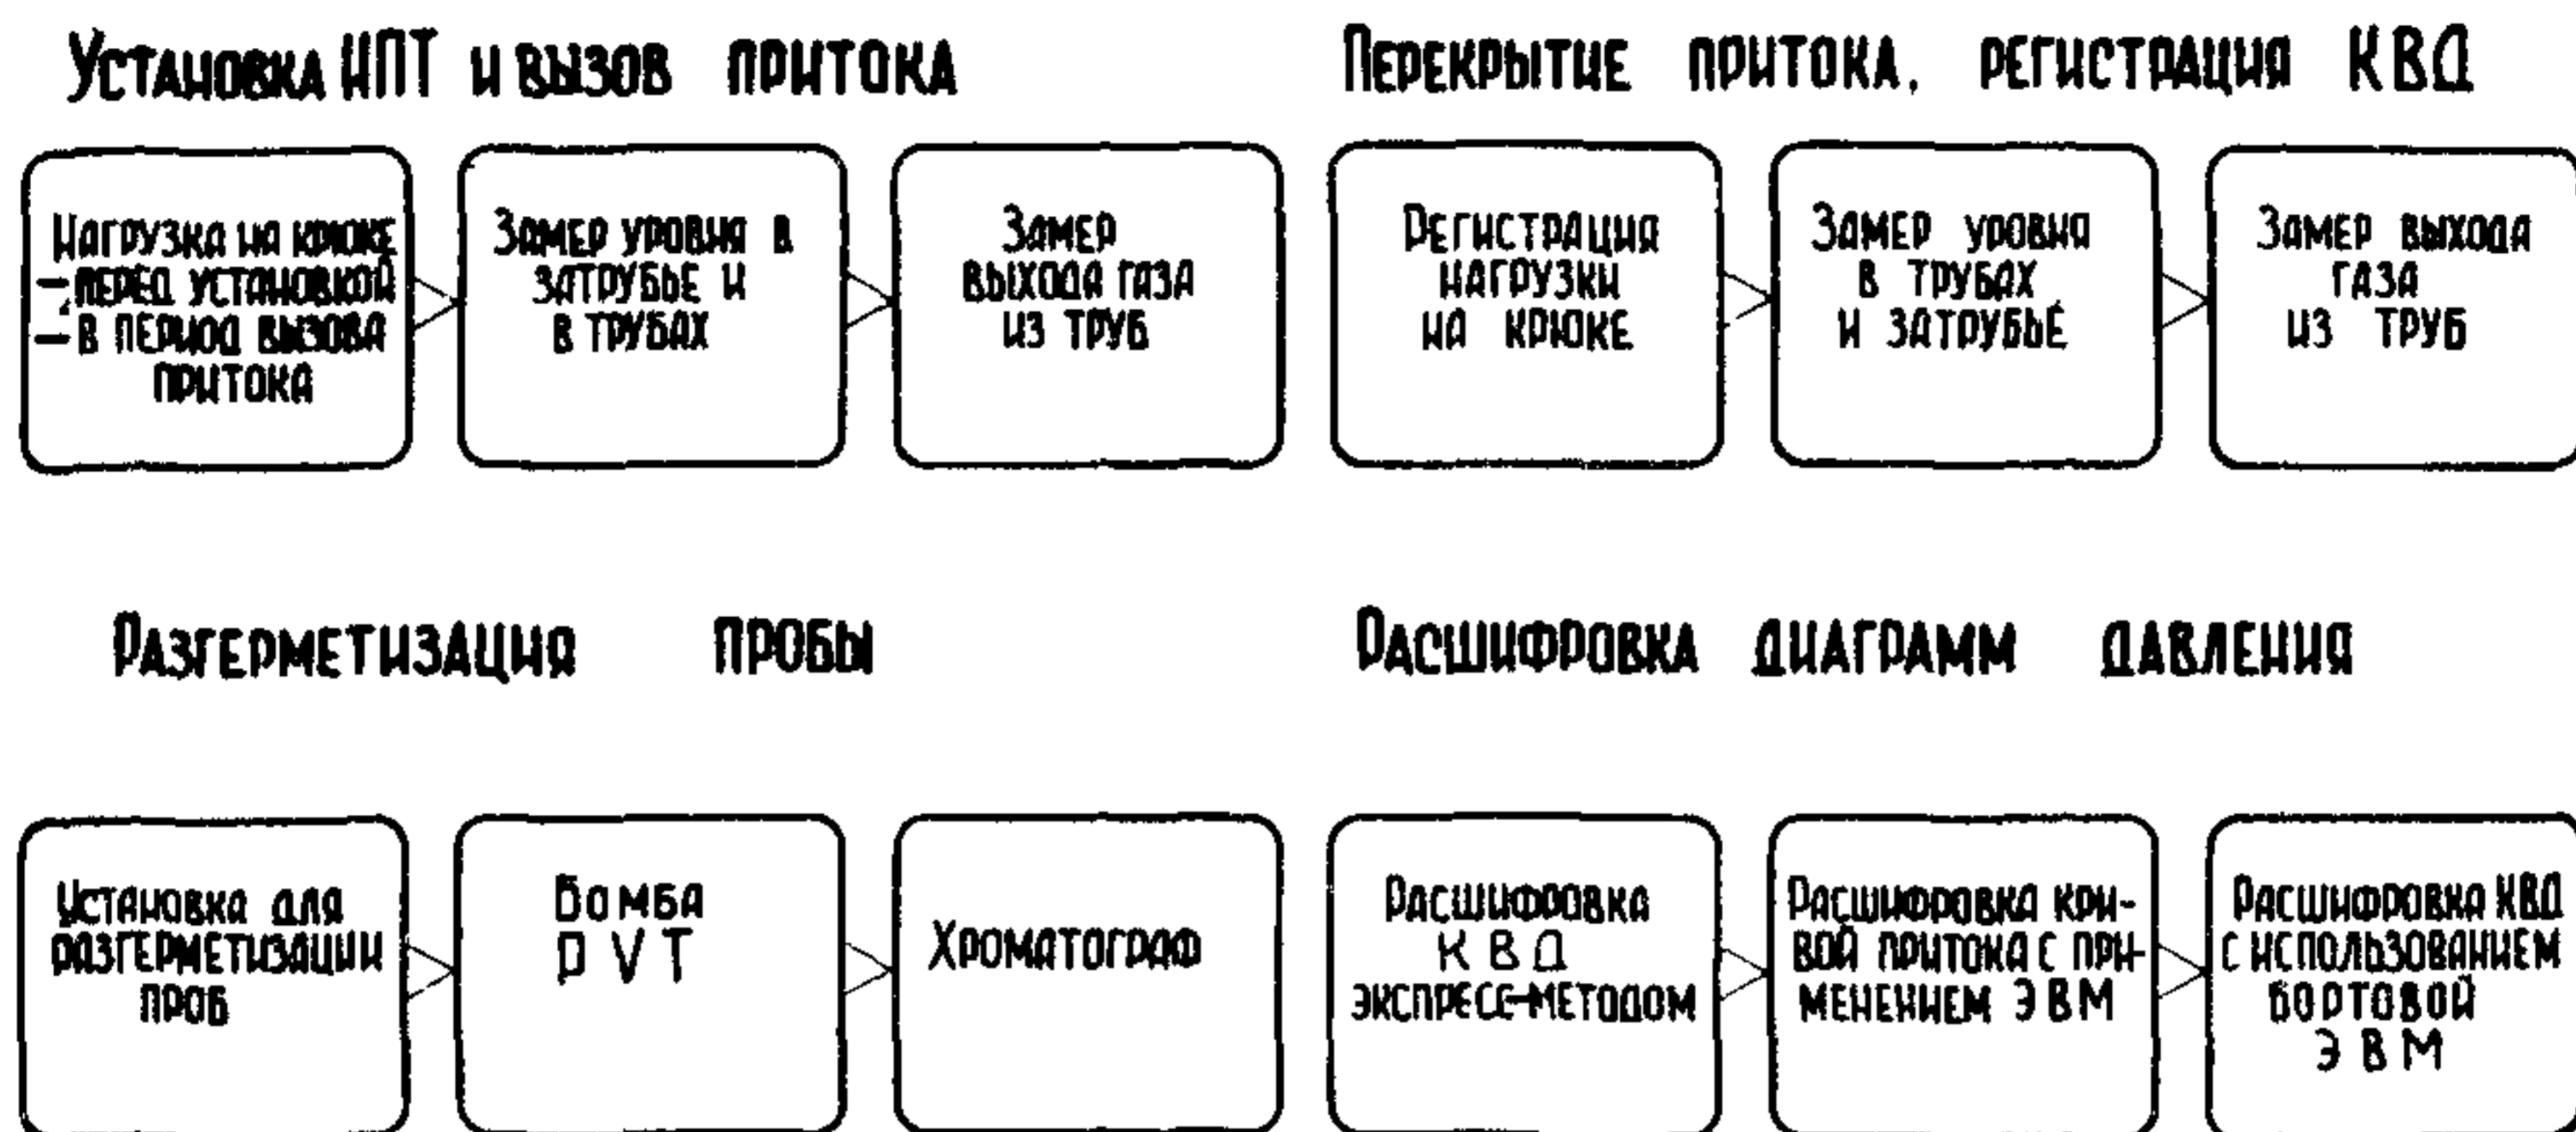 Установка ИПТ и вызов притока
Нагрузка на крюке
– перед установкой
– в период вызова
притока
Замер уровня в
затрубье и
в трубах
Замер
выхода газа
из труб
Перекрытие притока, регистрация КВД
Регистрация
нагрузки
на крюке
Замер уровня
в трубах
и затрубье
Замер выхода
газа
из труб
Разгерметизация пробы
Установка для
разгерметизации
проб
Бомба
PVT
Хроматограф
Расшифровка диаграмм давления
Расшифровка
КВД
экспресс-методом
Расшифровка кри-
вой притока с при-
менением ЭВМ
Расшифровка КВД
с использованием
бортовой
ЭВМ